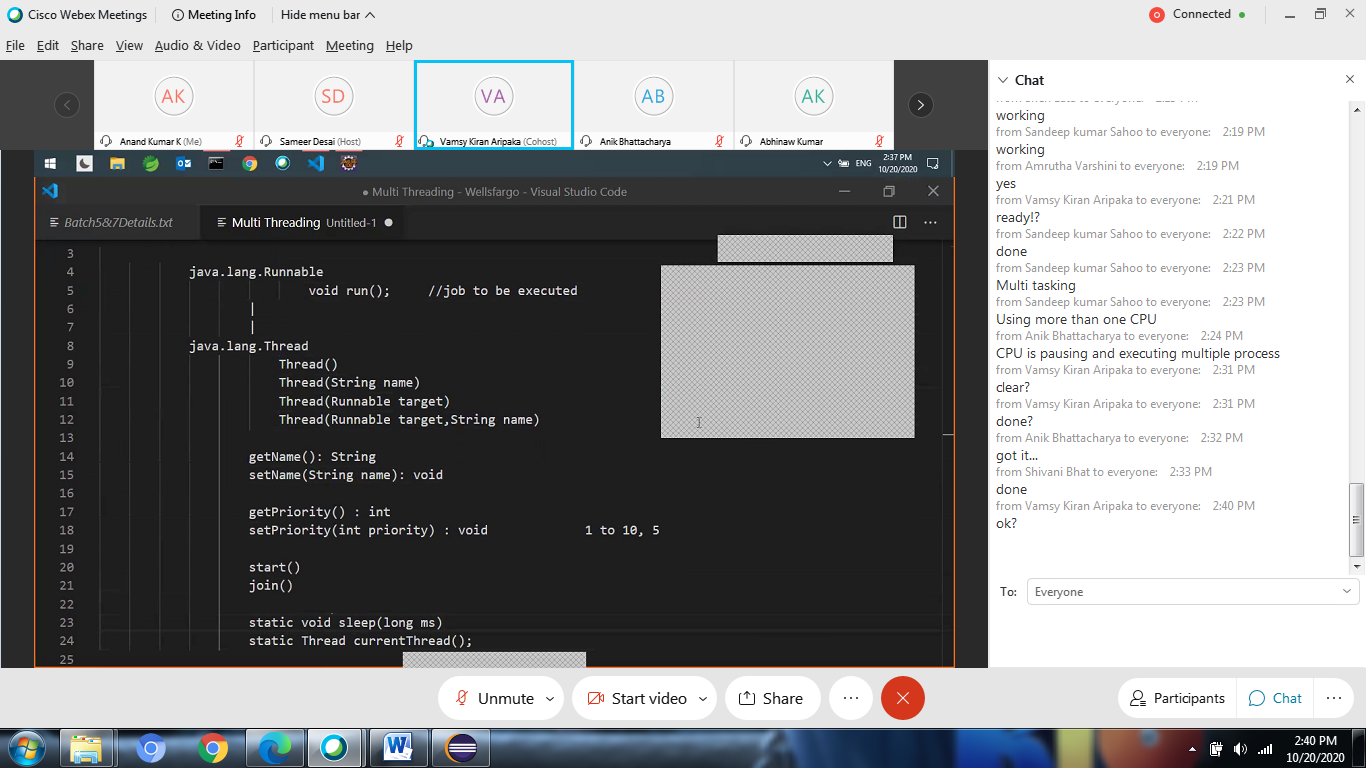 Cisco Webex Meetings
Meeting Info
Hide menu bar
Connected
File Edit Share View Audio & Video Participant Meeting Help
AK
Anand Kumar K (Me)
SD
Sameer Desai (Host)
VA
Vamsy Kiran Aripaka (Cohost)
AB
Anik Bhattacharya
AK
Abhinaw Kumar
ENG
2:37 PM
10/20/2020
● Multi Threading - Wellsfargo - Visual Studio Code
Batch5&7Details.txt
Multi Threading Untitled-1 ●
3
4 java.lang.Runnable
5 void run(); //job to be executed
6 |
7 |
8 java.lang.Thread
9 Thread()
10 Thread(String name)
11 Thread(Runnable target)
12 Thread(Runnable target,String name)
13
14 getName(): String
15 setName(String name): void
16
17 getPriority() : int
18 setPriority(int priority) : void 1 to 10, 5
19
20 start()
21 join()
22
23 static void sleep(long ms)
24 static Thread currentThread();
25
Chat
working
from Sandeep kumar Sahoo to everyone: 2:19 PM
working
from Amrutha Varshini to everyone: 2:19 PM
yes
from Vamsy Kiran Aripaka to everyone: 2:21 PM
ready!?
from Sandeep kumar Sahoo to everyone: 2:22 PM
done
from Sandeep kumar Sahoo to everyone: 2:23 PM
Multi tasking
from Sandeep kumar Sahoo to everyone: 2:23 PM
Using more than one CPU
from Anik Bhattacharya to everyone: 2:24 PM
CPU is pausing and executing multiple process
from Vamsy Kiran Aripaka to everyone: 2:31 PM
clear?
from Vamsy Kiran Aripaka to everyone: 2:31 PM
done?
from Anik Bhattacharya to everyone: 2:32 PM
got it...
from Shivani Bhat to everyone: 2:33 PM
done
from Vamsy Kiran Aripaka to everyone: 2:40 PM
ok?
To: Everyone
Unmute
Start video
Share
Participants
Chat
2:40 PM
10/20/2020